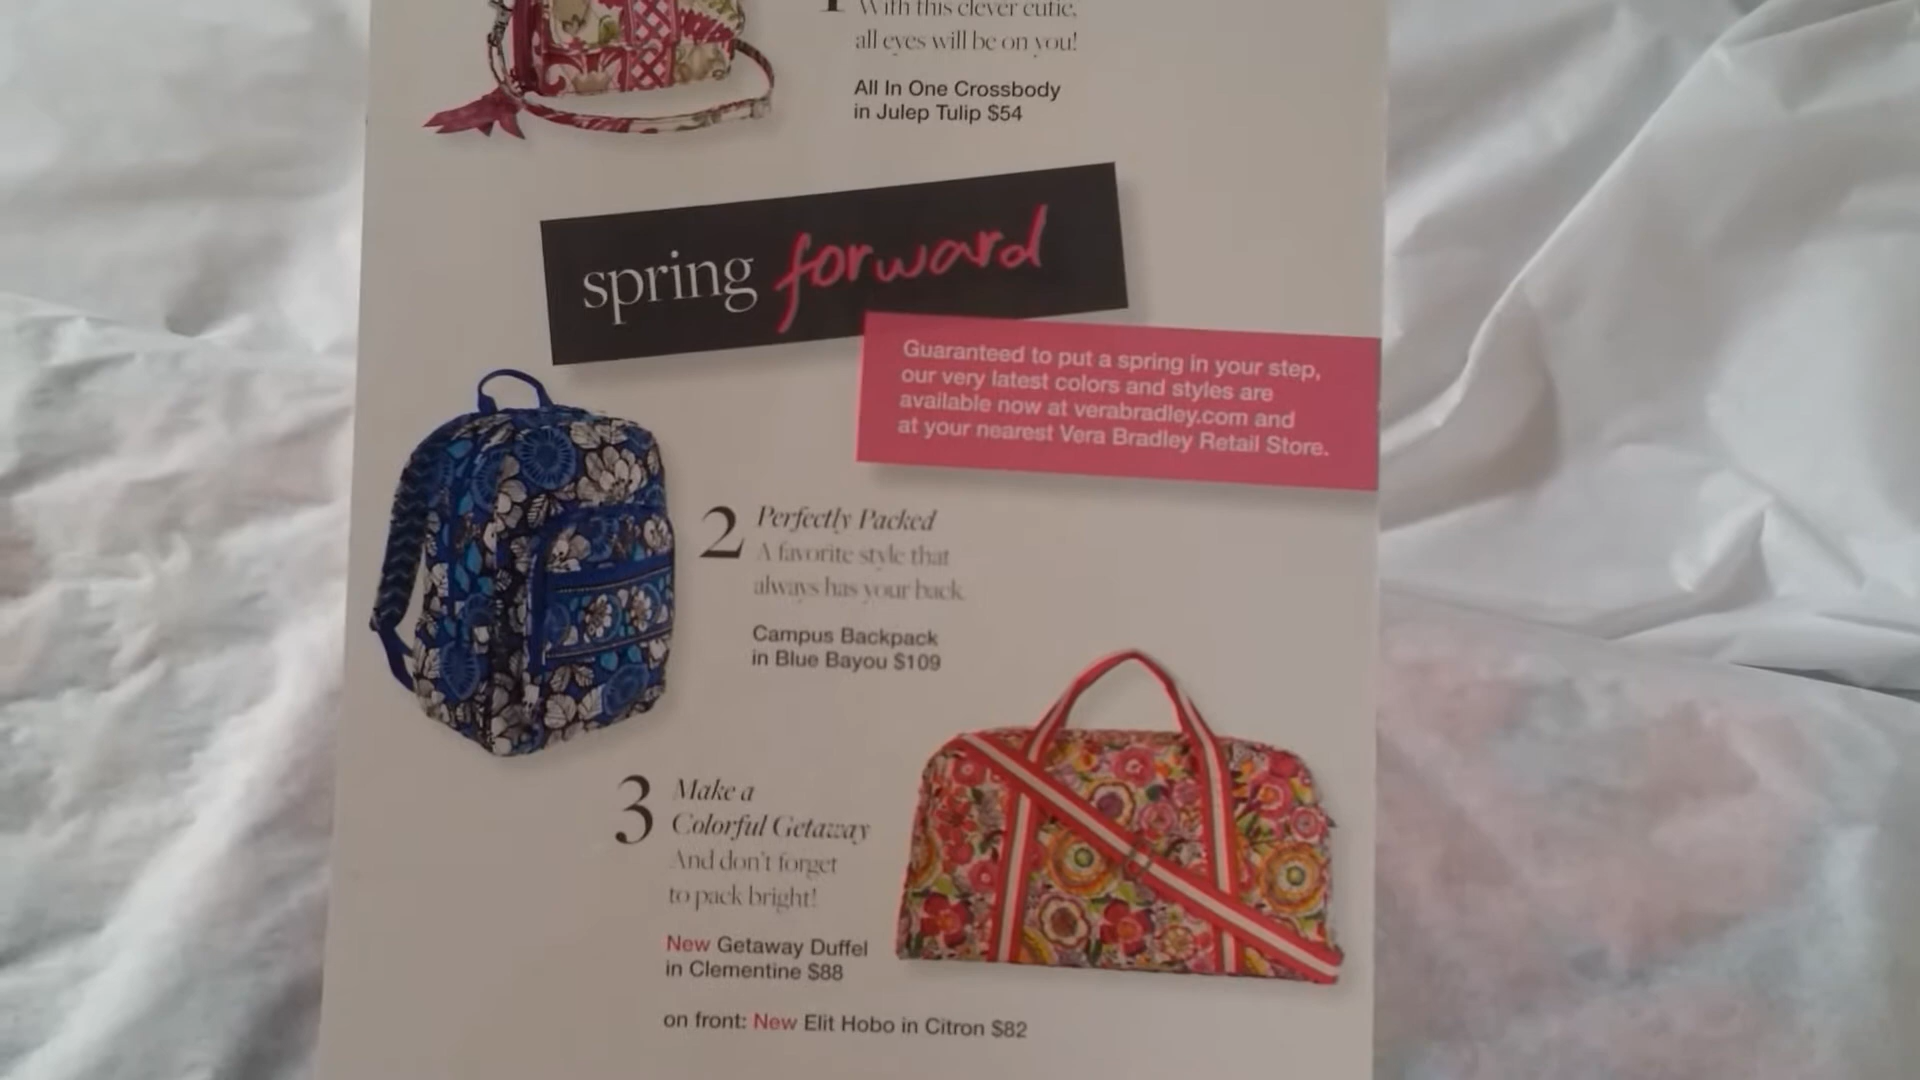 1 With this clever cutie,
all eyes will be on you!
All In One Crossbody
in Julep Tulip $54
spring forward
Guaranteed to put a spring in your step,
our very latest colors and styles are
available now at verabradley.com and
at your nearest Vera Bradley Retail Store.
2 Perfectly Packed
A favorite style that
always has your back.
Campus Backpack
in Blue Bayou $109
3 Make a
Colorful Getaway
And don't forget
to pack bright!
New Getaway Duffel
in Clementine $88
on front: New Elit Hobo in Citron $82